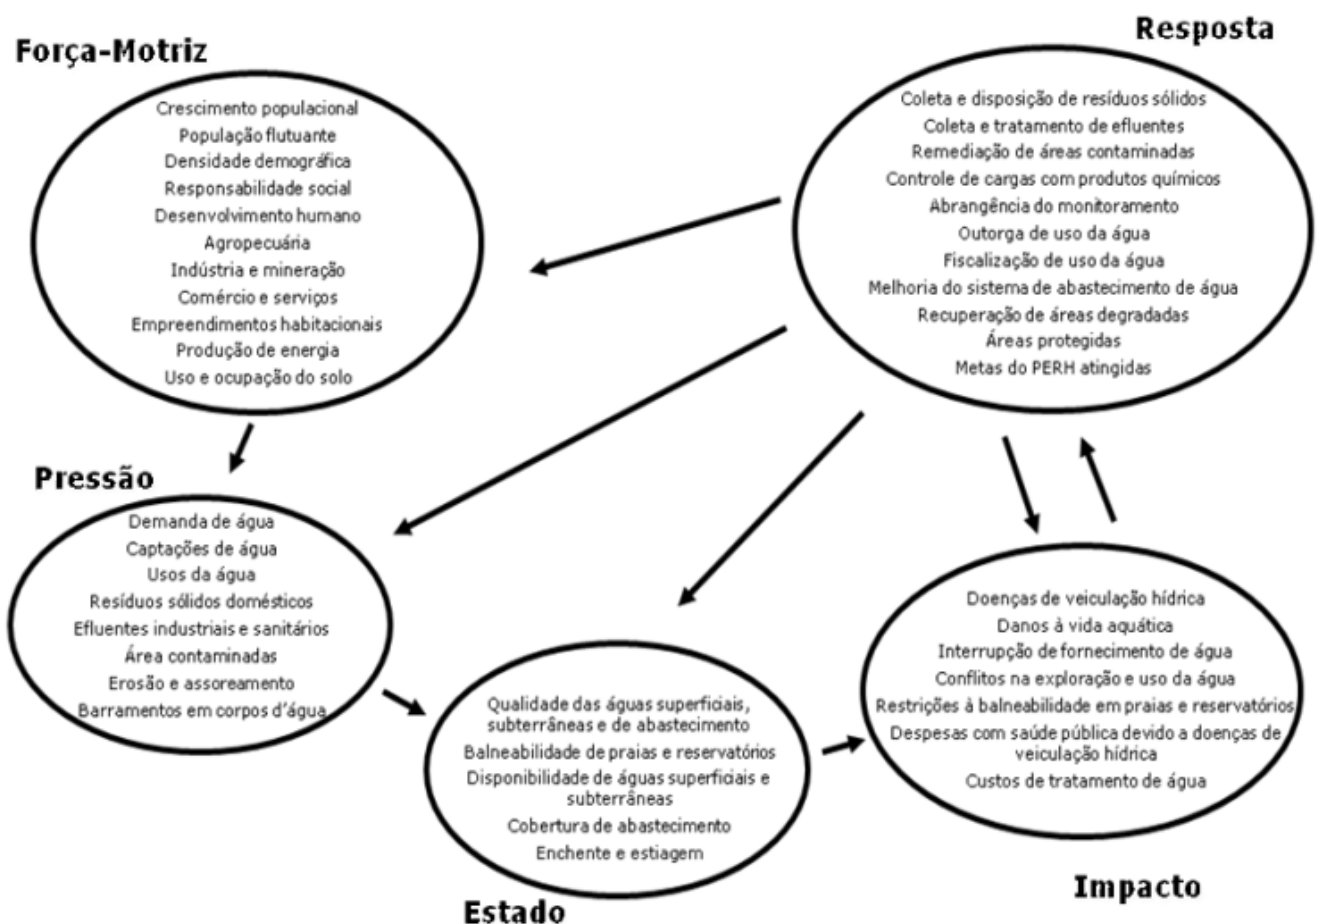 Força-Motriz
Crescimento populacional
População flutuante
Densidade demográfica
Responsabilidade social
Desenvolvimento humano
Agropecuária
Indústria e mineração
Comércio e serviços
Empreendimentos habitacionais
Produção de energia
Uso e ocupação do solo
Resposta
Coleta e disposição de resíduos sólidos
Coleta e tratamento de efluentes
Remediação de áreas contaminadas
Controle de cargas com produtos químicos
Abrangência do monitoramento
Outorga de uso da água
Fiscalização de uso da água
Melhoria do sistema de abastecimento de água
Recuperação de áreas degradadas
Áreas protegidas
Metas do PERH atingidas
Pressão
Demanda de água
Captações de água
Usos da água
Resíduos sólidos domésticos
Efluentes industriais e sanitários
Área contaminadas
Erosão e assoreamento
Barramentos em corpos d'água
Qualidade das águas superficiais,
subterrâneas e de abastecimento
Balneabilidade de praias e reservatórios
Disponibilidade de águas superficiais e
subterrâneas
Cobertura de abastecimento
Enchente e estiagem
Estado
Doenças de veiculação hídrica
Danos à vida aquática
Interrupção de fornecimento de água
Conflitos na exploração e uso da água
Restrições à balneabilidade em praias e reservatórios
Despesas com saúde pública devido a doenças de
veiculação hídrica
Custos de tratamento de água
Impacto